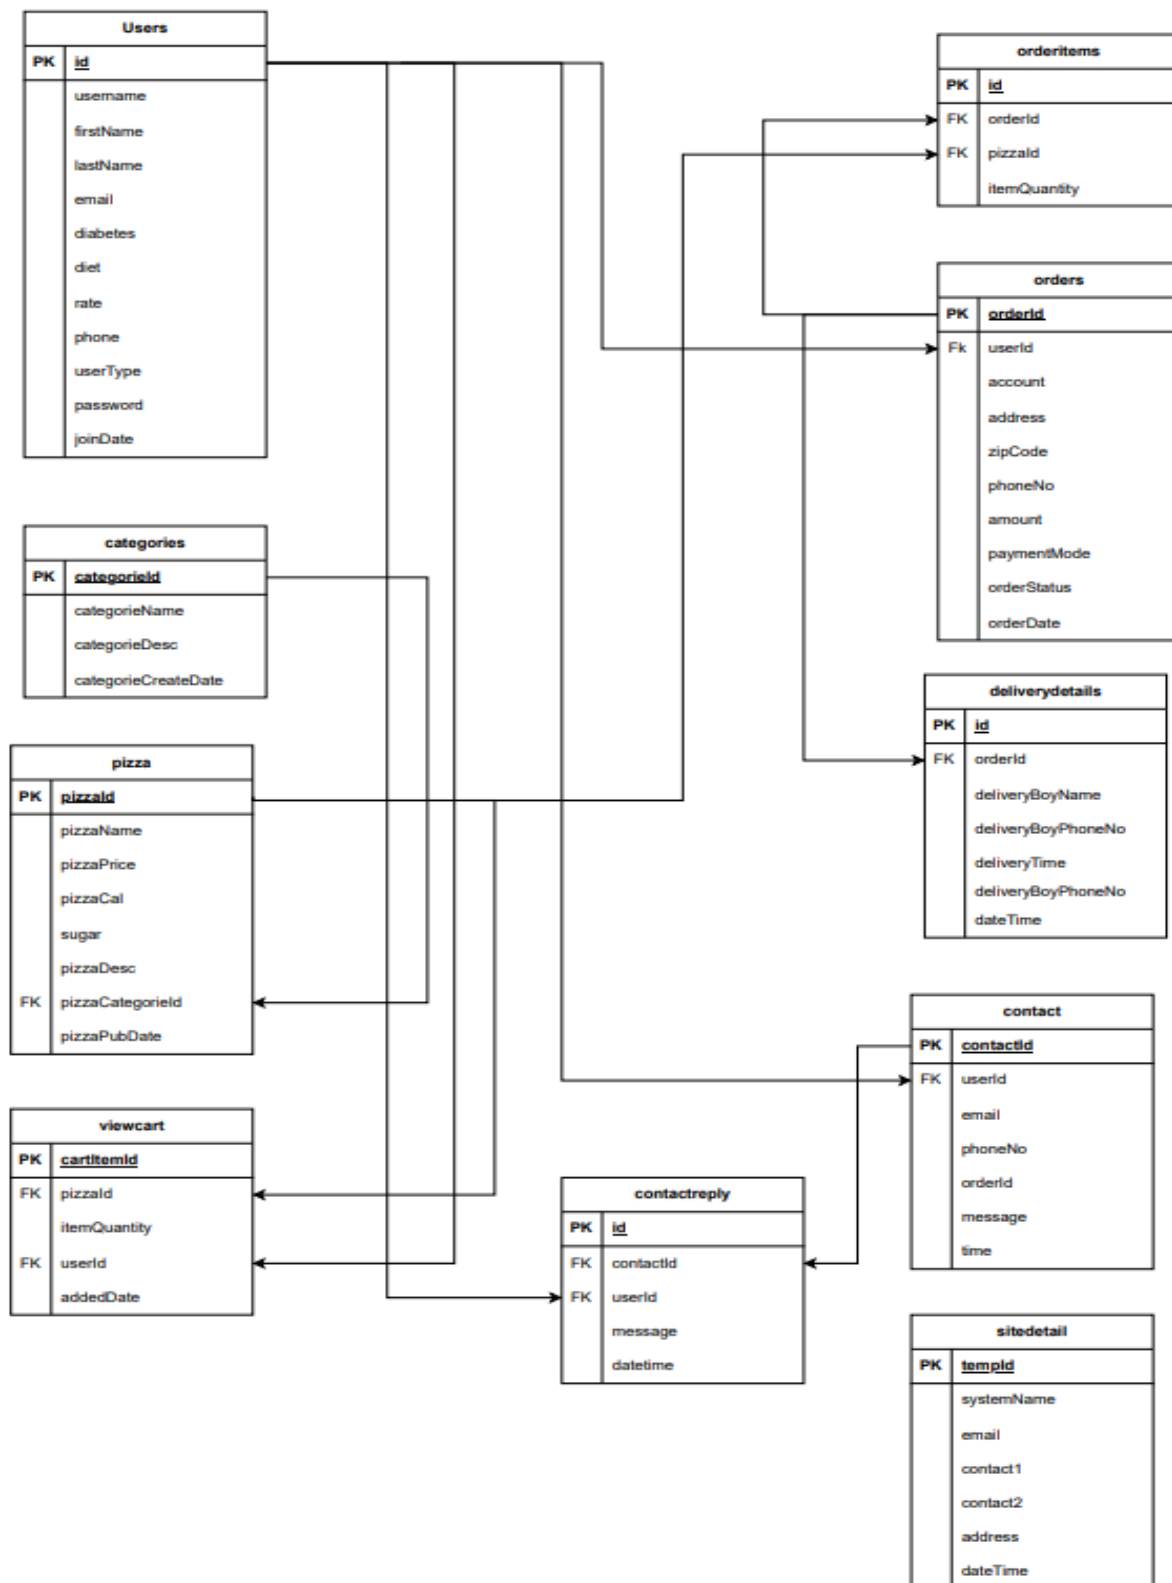 Users
PK id
username
firstName
lastName
email
diabetes
diet
rate
phone
userType
password
joinDate
categories
PK categorieId
categorieName
categorieDesc
categorieCreateDate
pizza
PK pizzaId
pizzaName
pizzaPrice
pizzaCal
sugar
pizzaDesc
FK pizzaCategorieId
pizzaPubDate
viewcart
PK cartItemId
FK pizzaId
itemQuantity
FK userId
addedDate
contactreply
PK id
FK contactId
FK userId
message
datetime
orderitems
PK id
FK orderId
FK pizzaId
itemQuantity
orders
PK orderId
Fk userId
account
address
zipCode
phoneNo
amount
paymentMode
orderStatus
orderDate
deliverydetails
PK id
FK orderId
deliveryBoyName
deliveryBoyPhoneNo
deliveryTime
deliveryBoyPhoneNo
dateTime
contact
PK contactId
FK userId
email
phoneNo
orderId
message
time
sitedetail
PK tempId
systemName
email
contact1
contact2
address
dateTime